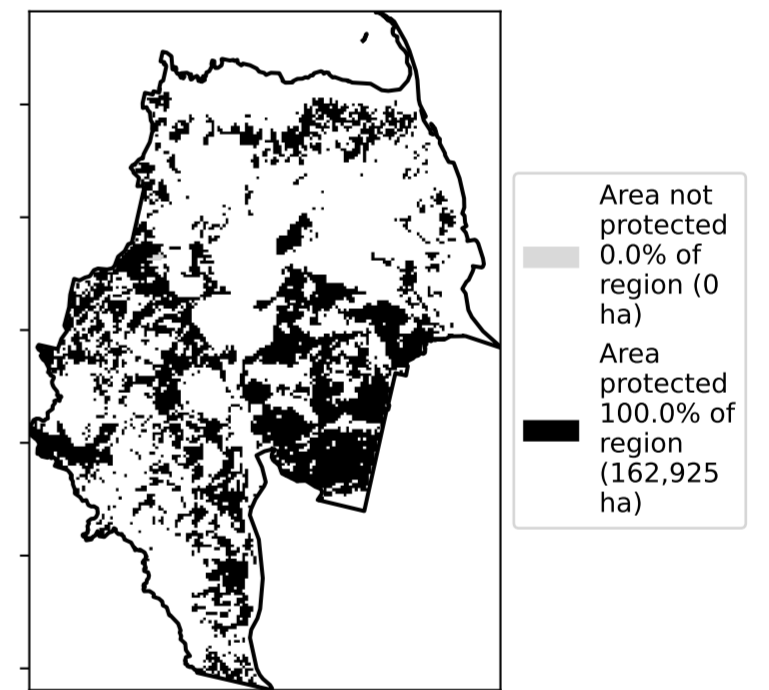 Area not
protected
0.0% of
region (0
ha)
Area
protected
100.0% of
region
(162,925
ha)